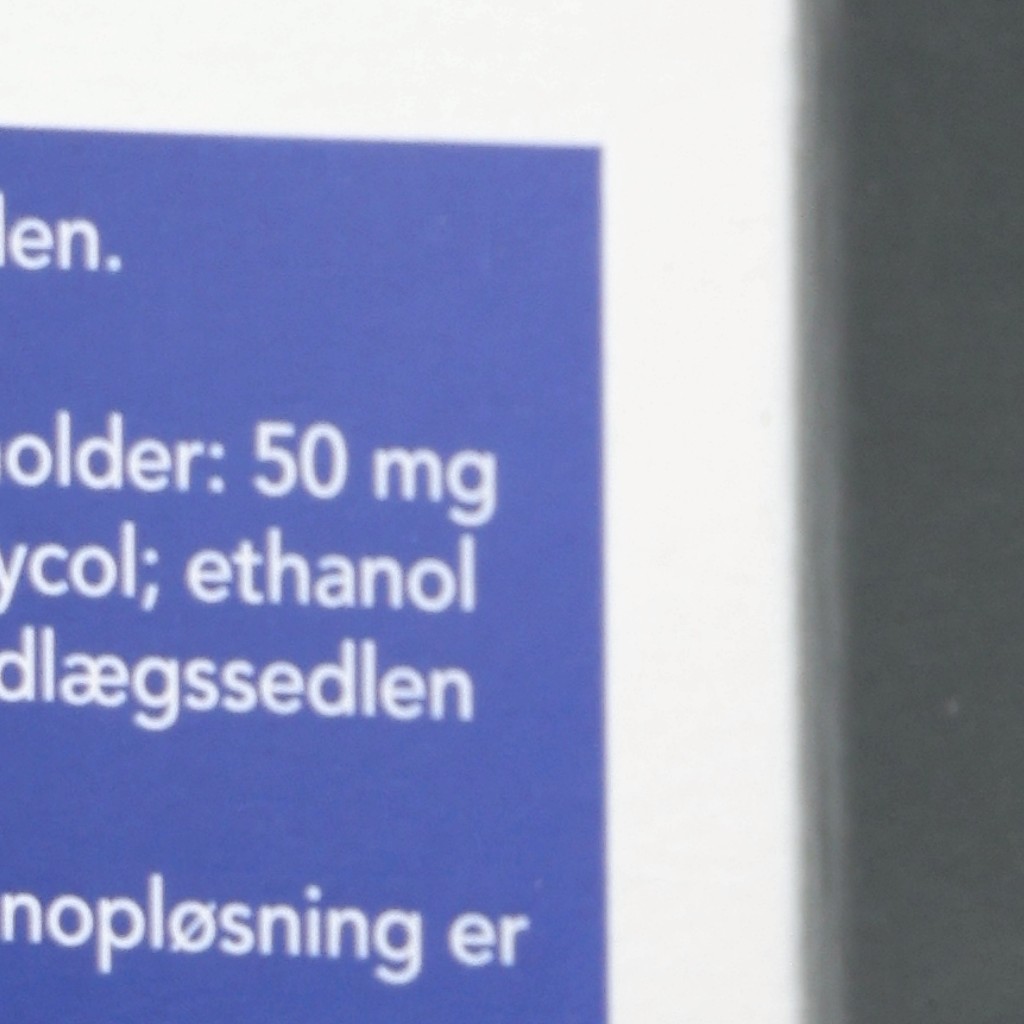 len.
older: 50 mg
ycol; ethanol
dlægssedlen
nopløsning er